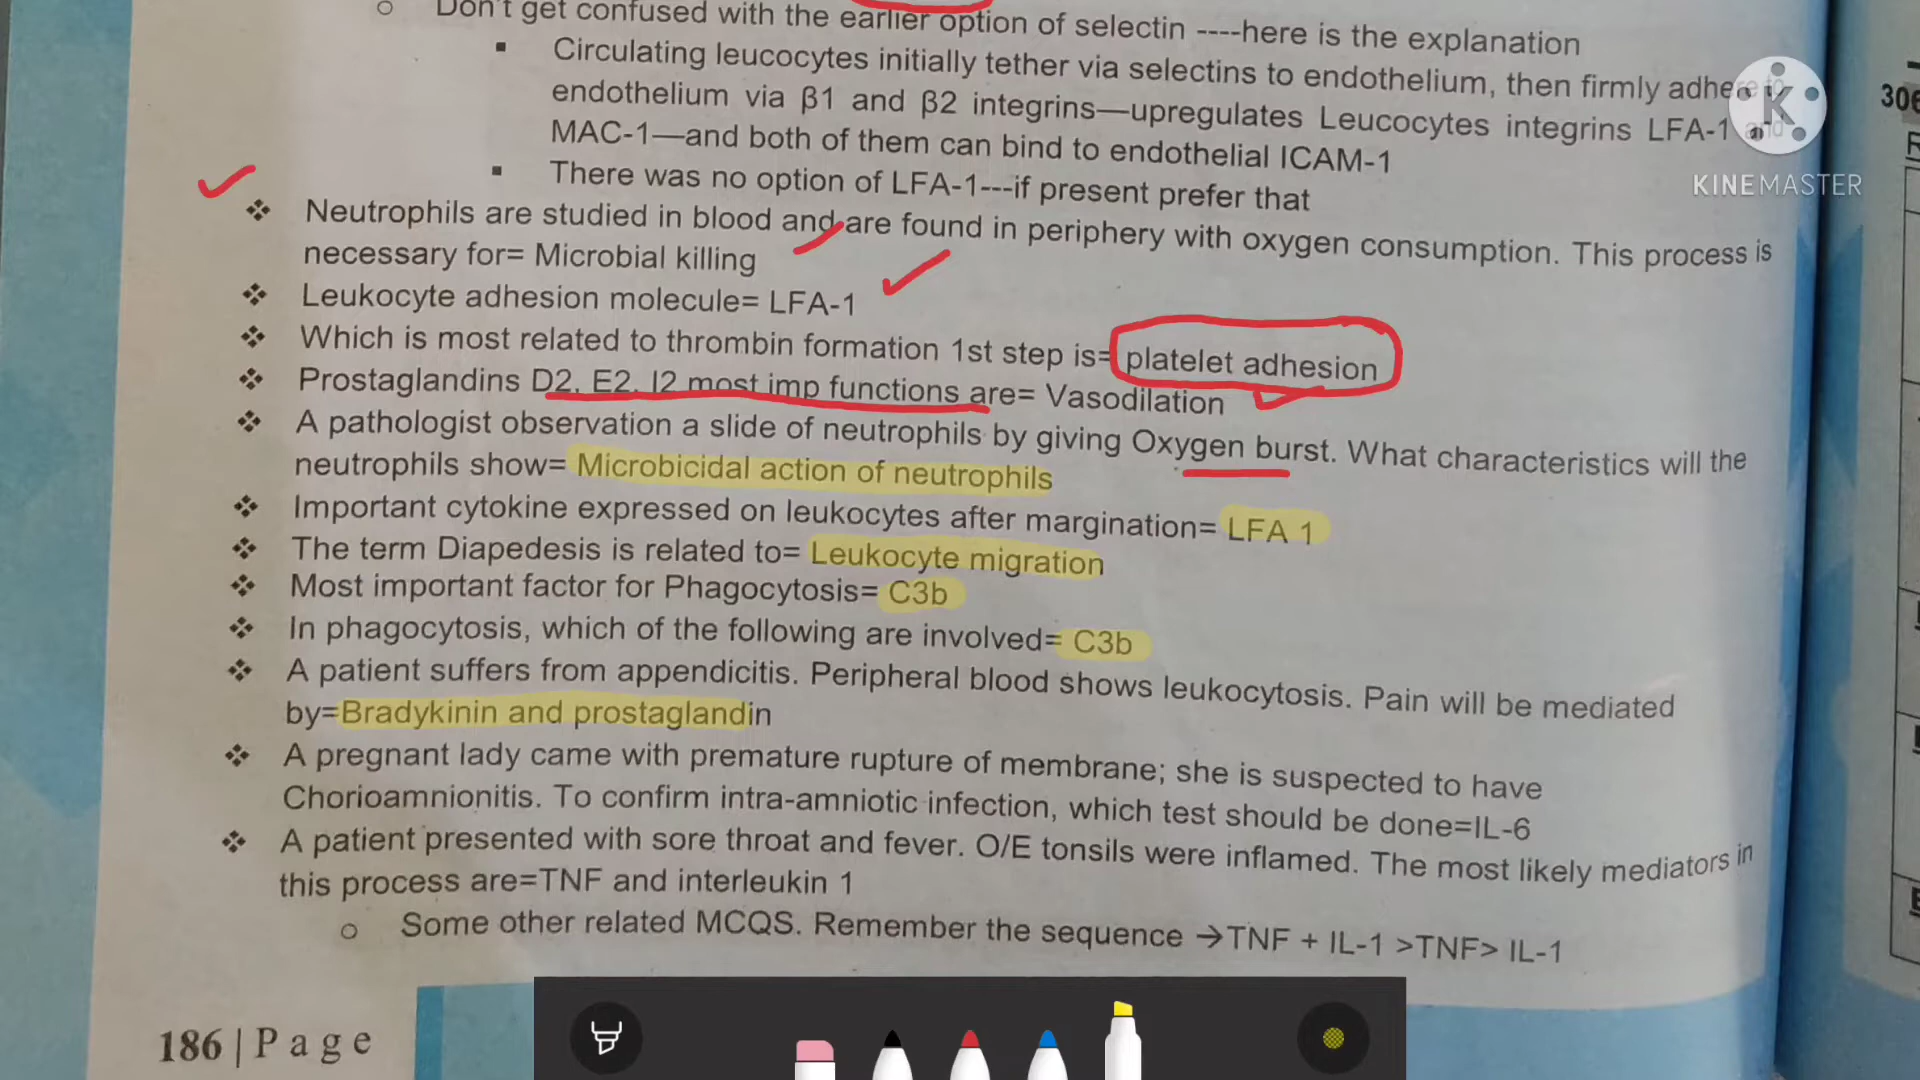 Don't get confused with the earlier option of selectin ----here is the explanation
Circulating leucocytes initially tether via selectins to endothelium, then firmly adhere to
endothelium via β1 and β2 integrins—upregulates Leucocytes integrins LFA-1 and
MAC-1—and both of them can bind to endothelial ICAM-1
There was no option of LFA-1---if present prefer that
Neutrophils are studied in blood and are found in periphery with oxygen consumption. This process is
necessary for= Microbial killing
Leukocyte adhesion molecule= LFA-1
Which is most related to thrombin formation 1st step is= platelet adhesion
Prostaglandins D2, E2, I2 most imp functions are= Vasodilation
A pathologist observation a slide of neutrophils by giving Oxygen burst. What characteristics will the
neutrophils show= Microbicidal action of neutrophils
Important cytokine expressed on leukocytes after margination= LFA 1
The term Diapedesis is related to= Leukocyte migration
Most important factor for Phagocytosis= C3b
In phagocytosis, which of the following are involved= C3b
A patient suffers from appendicitis. Peripheral blood shows leukocytosis. Pain will be mediated
by=Bradykinin and prostaglandin
A pregnant lady came with premature rupture of membrane; she is suspected to have
Chorioamnionitis. To confirm intra-amniotic infection, which test should be done=IL-6
A patient presented with sore throat and fever. O/E tonsils were inflamed. The most likely mediators in
this process are=TNF and interleukin 1
Some other related MCQS. Remember the sequence →TNF + IL-1 >TNF> IL-1
186 | Page
K
KINEMASTER
306